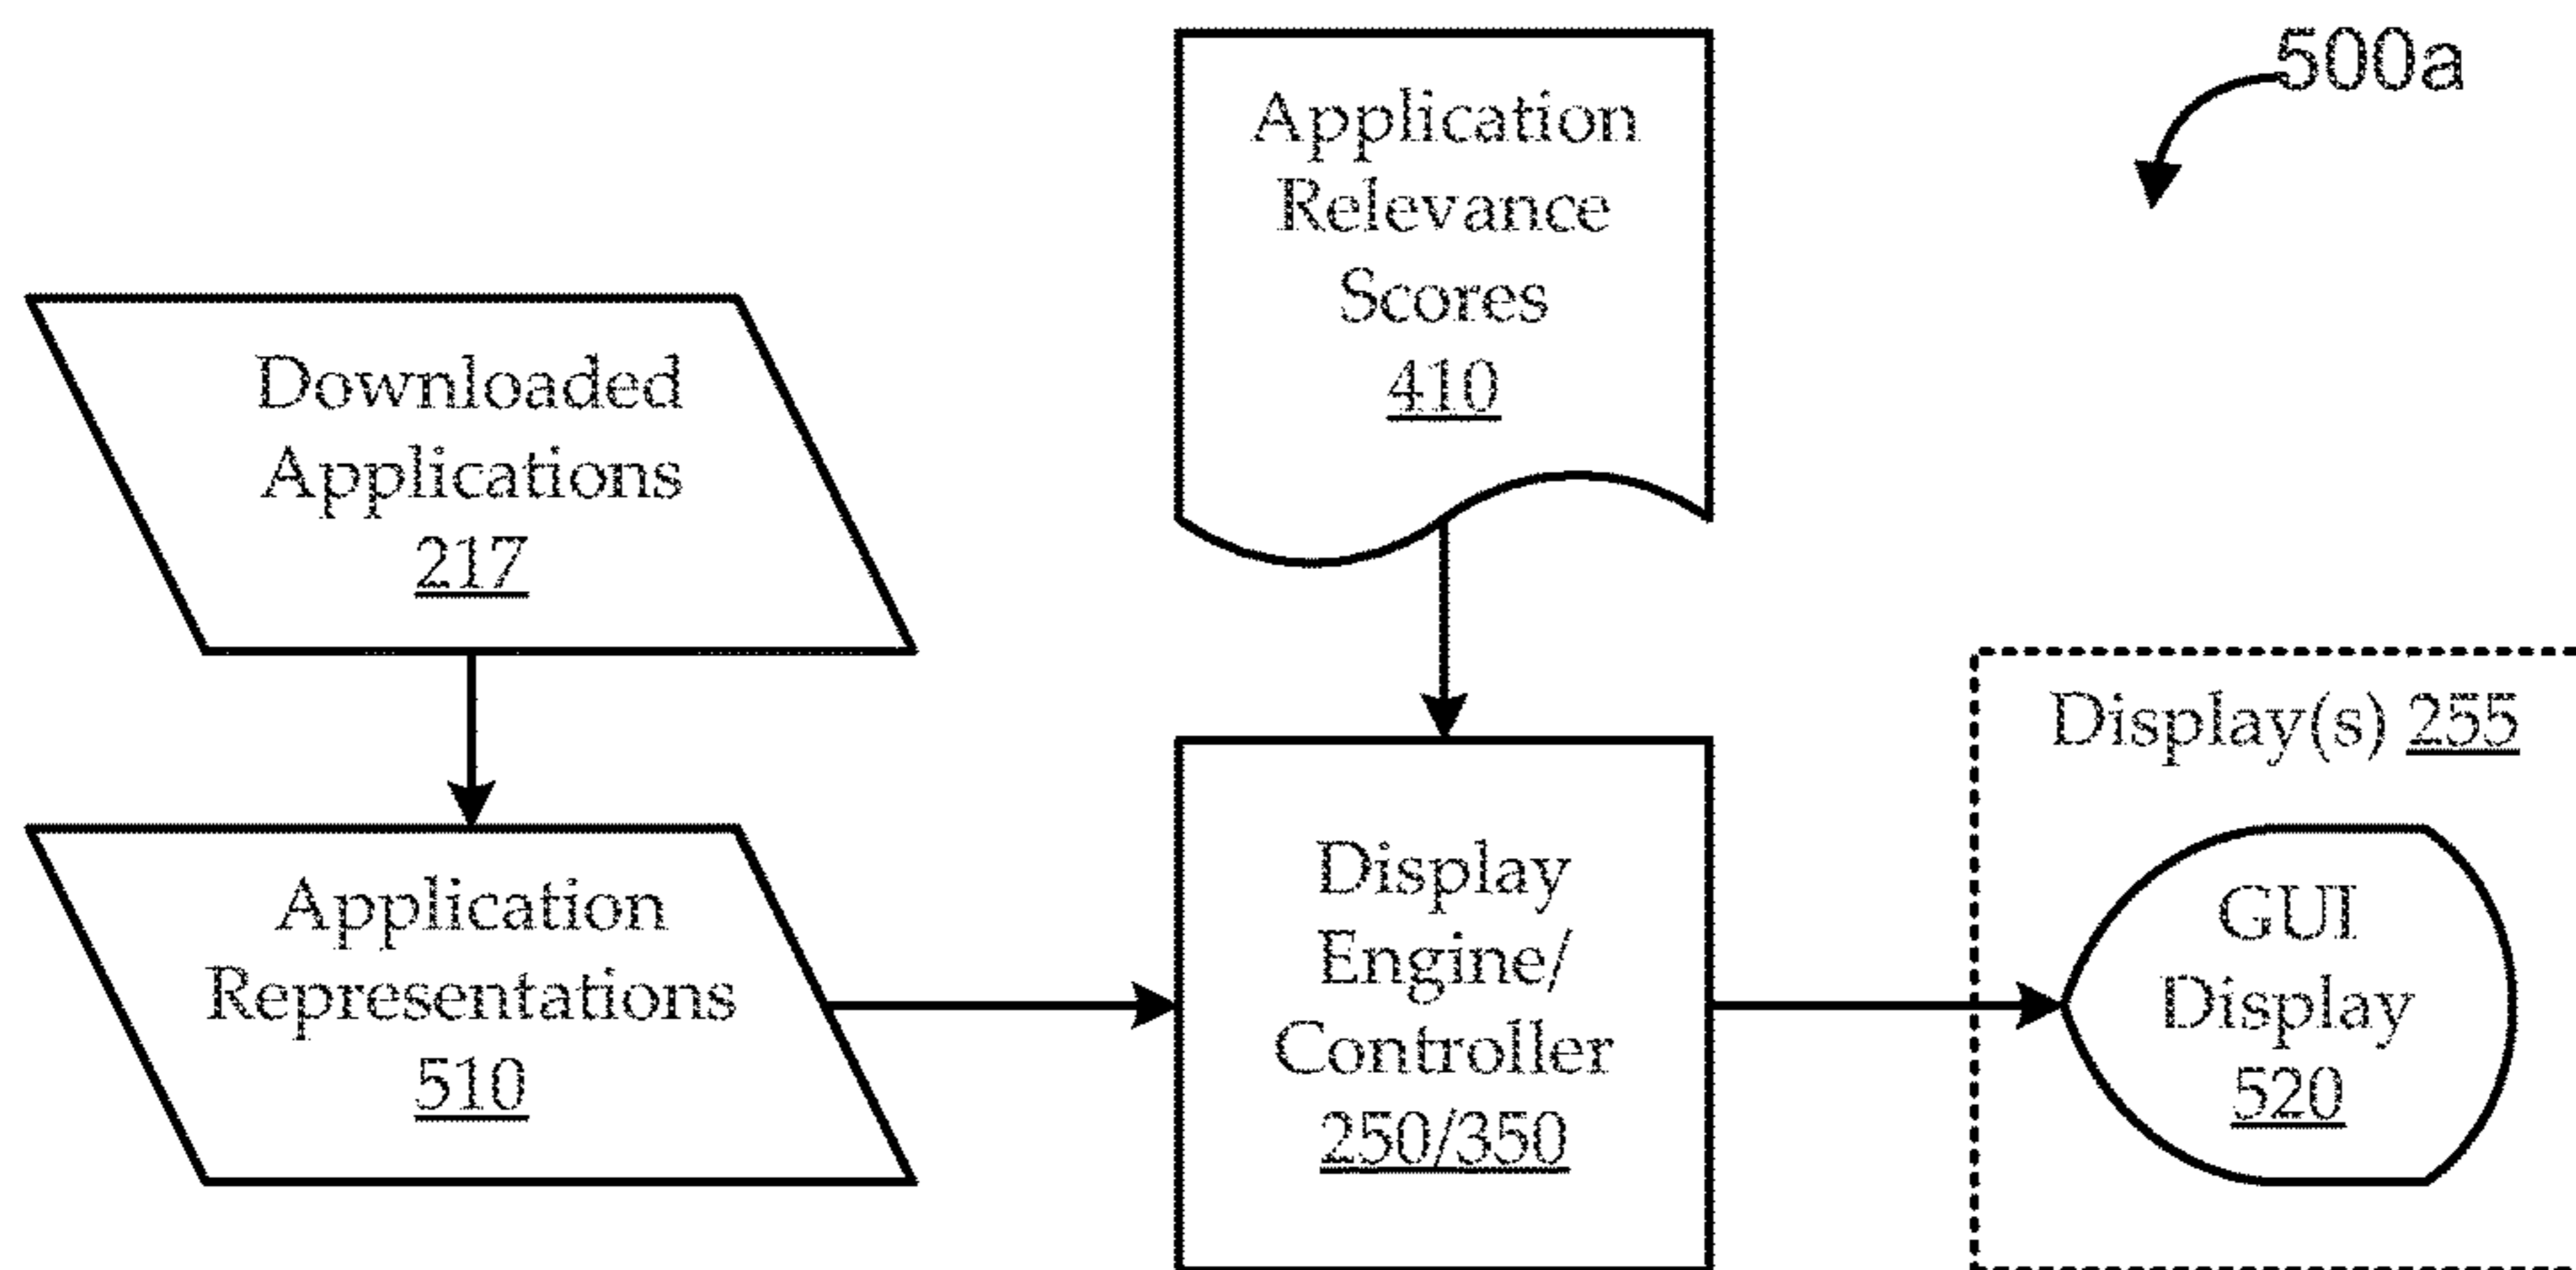 500a
Application
Relevance
Scores
410
Downloaded
Applications
217
Application
Representations
510
Display
Engine/
Controller
250/350
Display(s) 255
GUI
Display
520